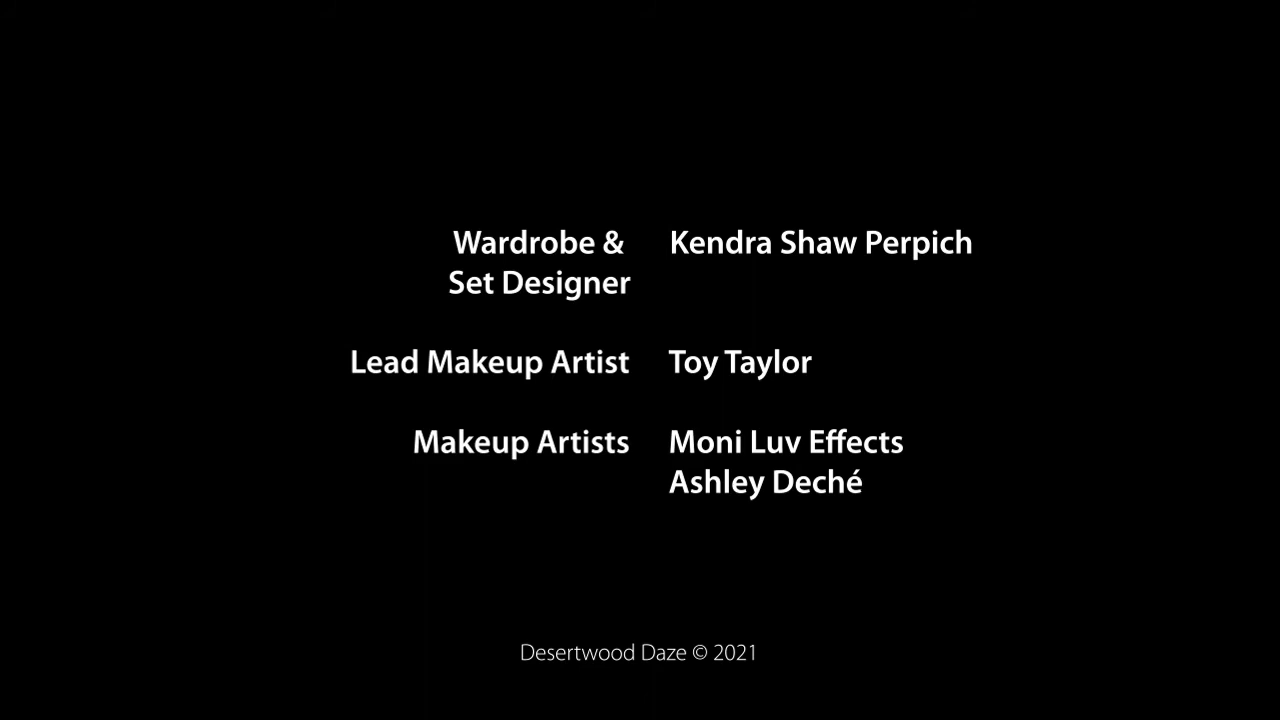 Wardrobe & Kendra Shaw Perpich
Set Designer
Lead Makeup Artist Toy Taylor
Makeup Artists Moni Luv Effects
Ashley Deché
Desertwood Daze © 2021